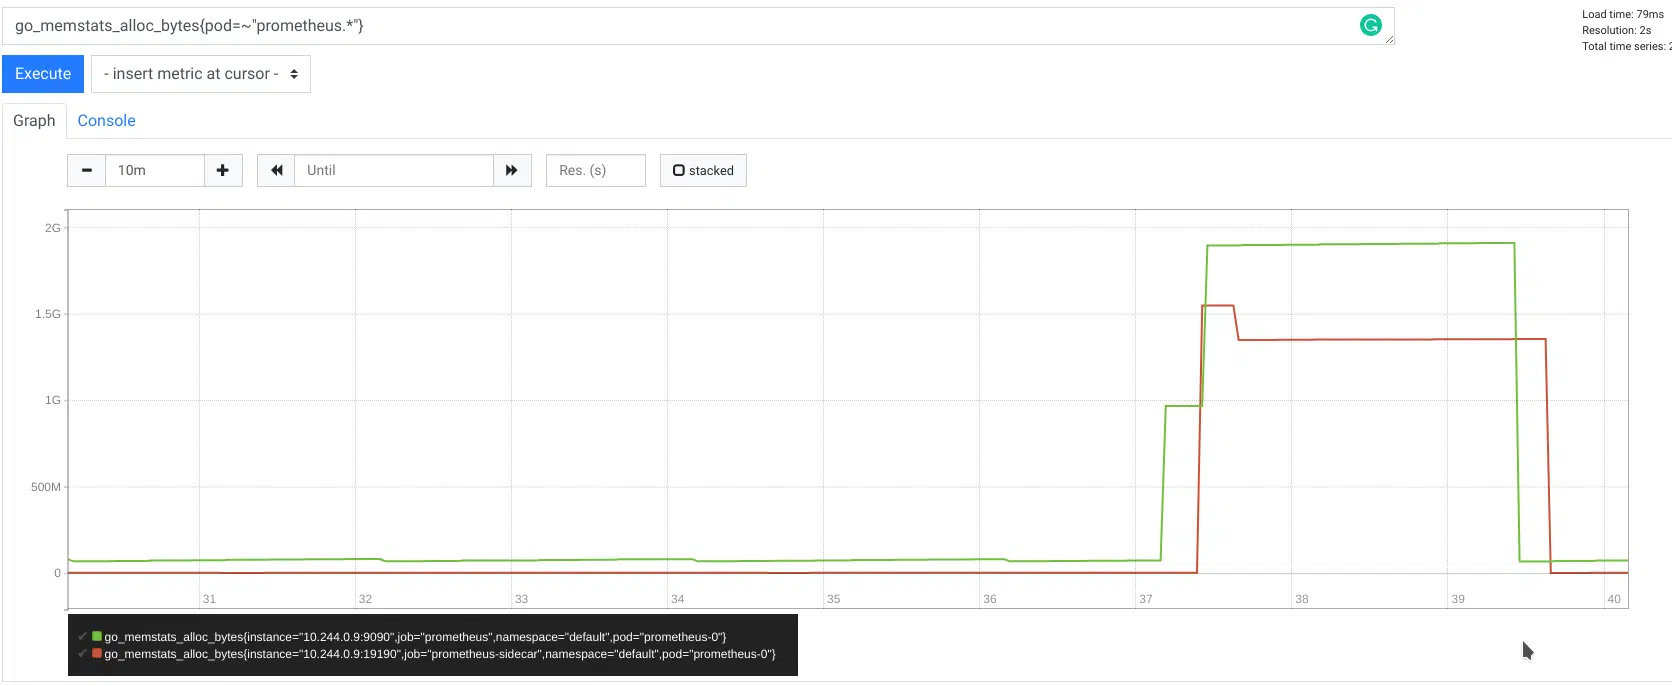 go_memstats_alloc_bytes{pod=~"prometheus.*"}
Load time: 79ms
Resolution: 2s
Total time series: 2
Execute
- insert metric at cursor -
Graph Console
10m Until Res. (s) stacked
2G
1.5G
1G
500M
0
31 32 33 34 35 36 37 38 39 40
go_memstats_alloc_bytes{instance="10.244.0.9:9090",job="prometheus",namespace="default",pod="prometheus-0"}
go_memstats_alloc_bytes{instance="10.244.0.9:19190",job="prometheus-sidecar",namespace="default",pod="prometheus-0"}